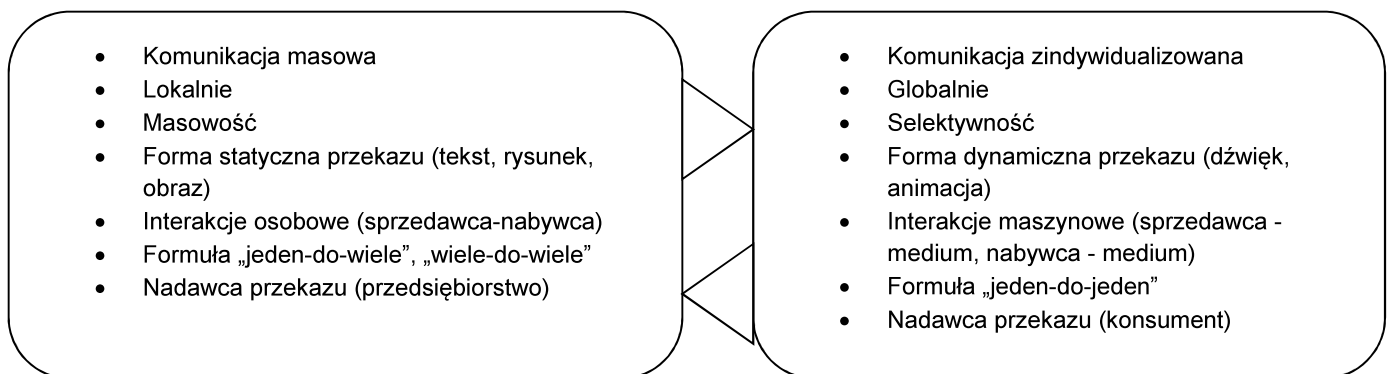 • Komunikacja masowa
• Lokalnie
• Masowość
• Forma statyczna przekazu (tekst, rysunek,
obraz)
• Interakcje osobowe (sprzedawca-nabywca)
• Formuła „jeden-do-wiele”, „wiele-do-wiele”
• Nadawca przekazu (przedsiębiorstwo)
• Komunikacja zindywidualizowana
• Globalnie
• Selektywność
• Forma dynamiczna przekazu (dźwięk,
animacja)
• Interakcje maszynowe (sprzedawca -
medium, nabywca - medium)
• Formuła „jeden-do-jeden”
• Nadawca przekazu (konsument)